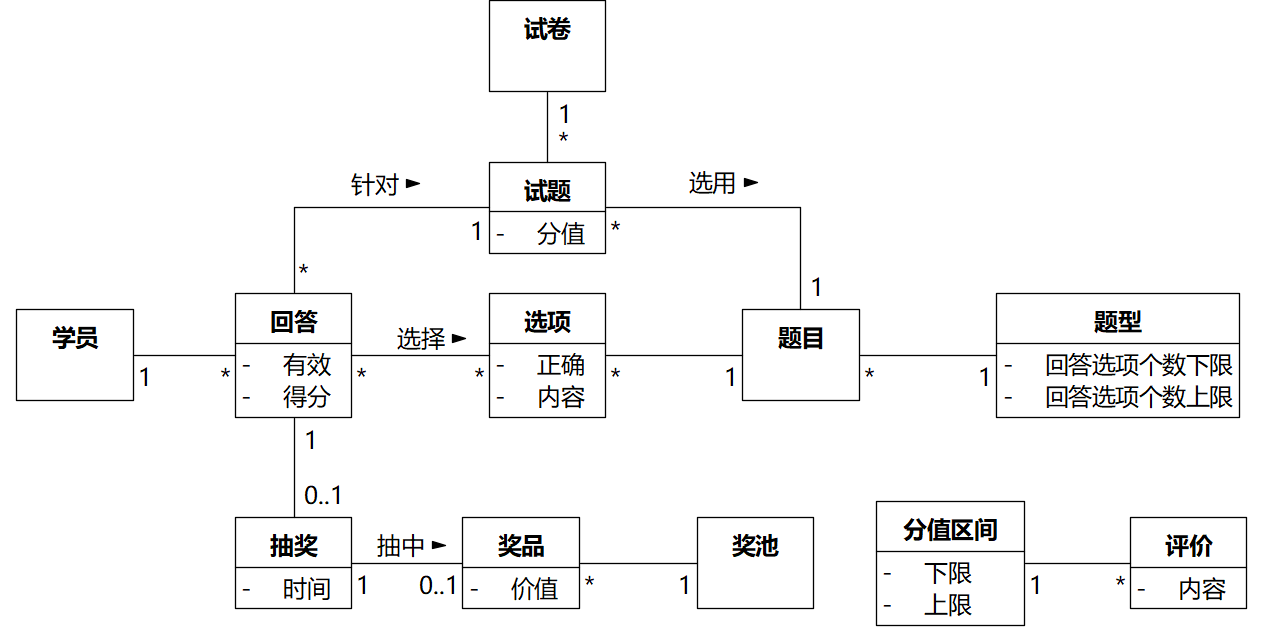 试卷
1
*
针对 ►
选用 ►
试题
1
- 分值
*
*
1
学员
回答
选择 ►
选项
题目
题型
1
*
- 有效
- 得分
*
*
- 正确
- 内容
*
1
*
1
- 回答选项个数下限
- 回答选项个数上限
1
0..1
抽奖
抽中 ►
奖品
奖池
分值区间
评价
- 时间
1
0..1
- 价值
*
1
- 下限
- 上限
1
*
- 内容